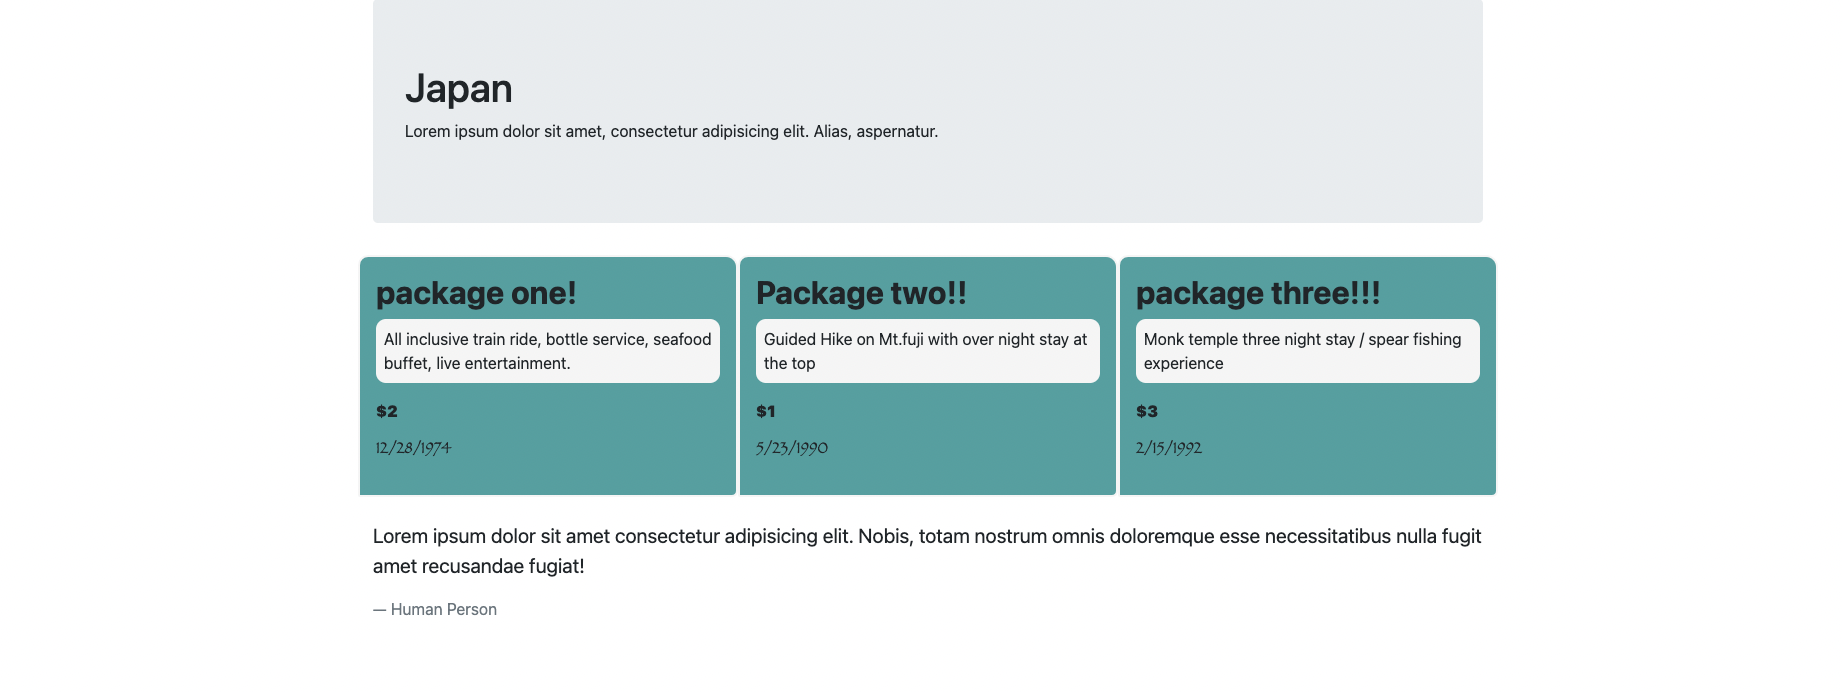 Japan
Lorem ipsum dolor sit amet, consectetur adipisicing elit. Alias, aspernatur.
package one!
All inclusive train ride, bottle service, seafood
buffet, live entertainment.
$2
12/28/1974
Package two!!
Guided Hike on Mt.fuji with over night stay at
the top
$1
5/23/1990
package three!!!
Monk temple three night stay / spear fishing
experience
$3
2/15/1992
Lorem ipsum dolor sit amet consectetur adipisicing elit. Nobis, totam nostrum omnis doloremque esse necessitatibus nulla fugit
amet recusandae fugiat!
— Human Person